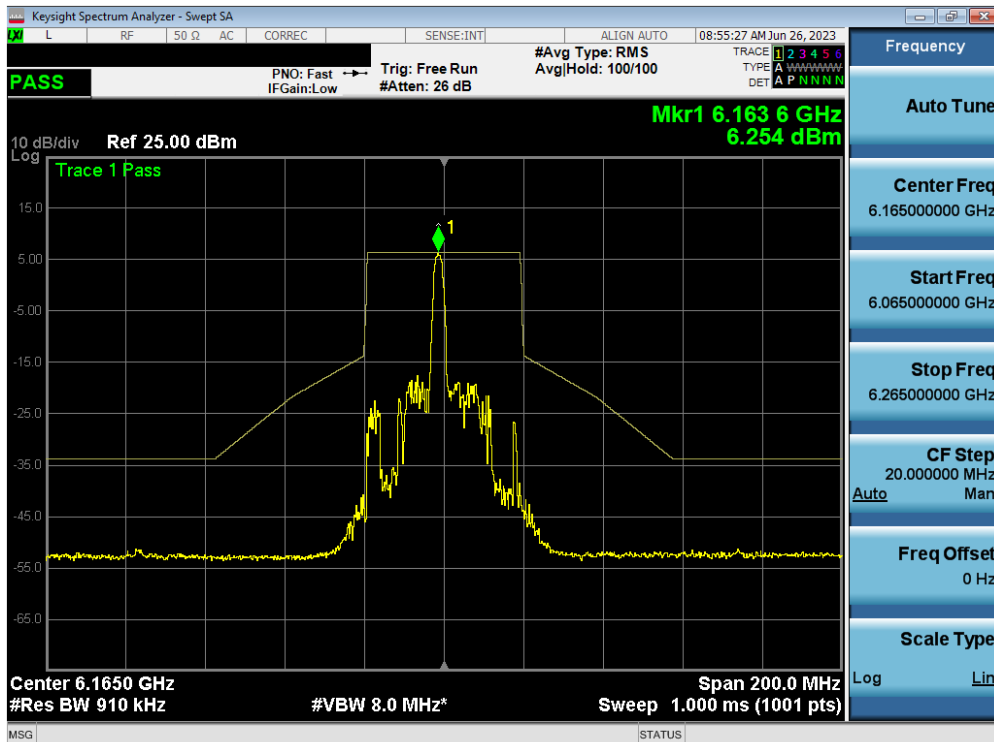 Keysight Spectrum Analyzer - Swept SA
LXI L RF 50 Ω AC CORREC SENSE:INT ALIGN AUTO 08:55:27 AM Jun 26, 2023
PASS
PNO: Fast
IFGain:Low
Trig: Free Run
#Atten: 26 dB
#Avg Type: RMS
Avg|Hold: 100/100
TRACE 1 2 3 4 5 6
TYPE A WWWWW
DET A P N N N N
Mkr1 6.163 6 GHz
6.254 dBm
10 dB/div Ref 25.00 dBm
Log
Trace 1 Pass
15.0
1
5.00
-5.00
-15.0
-25.0
-35.0
-45.0
-55.0
-65.0
Center 6.1650 GHz Span 200.0 MHz
#Res BW 910 kHz #VBW 8.0 MHz* Sweep 1.000 ms (1001 pts)
MSG STATUS
Frequency
Auto Tune
Center Freq
6.165000000 GHz
Start Freq
6.065000000 GHz
Stop Freq
6.265000000 GHz
CF Step
20.000000 MHz
Auto Man
Freq Offset
0 Hz
Scale Type
Log Lin